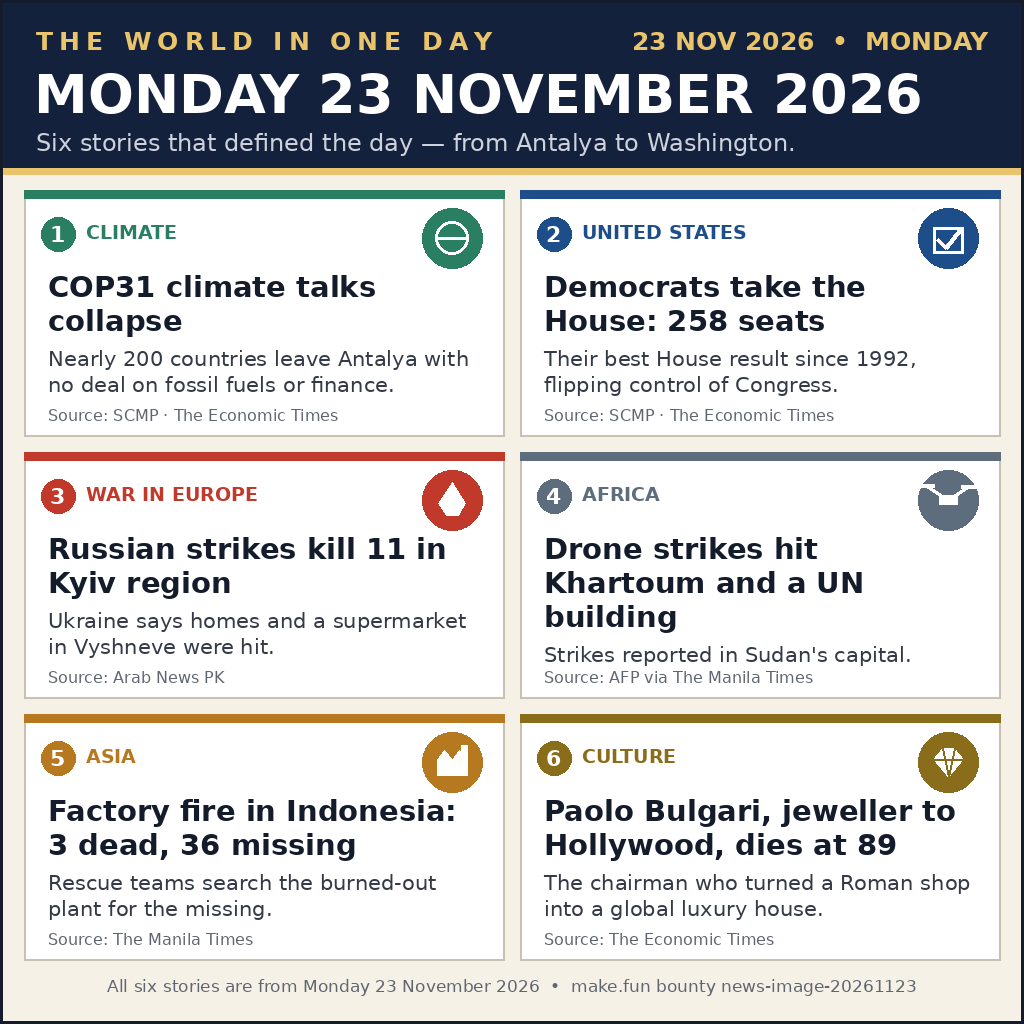 THE WORLD IN ONE DAY
23 NOV 2026 • MONDAY
MONDAY 23 NOVEMBER 2026
Six stories that defined the day — from Antalya to Washington.
1 CLIMATE
COP31 climate talks
collapse
Nearly 200 countries leave Antalya with
no deal on fossil fuels or finance.
Source: SCMP · The Economic Times
2 UNITED STATES
Democrats take the
House: 258 seats
Their best House result since 1992,
flipping control of Congress.
Source: SCMP · The Economic Times
3 WAR IN EUROPE
Russian strikes kill 11 in
Kyiv region
Ukraine says homes and a supermarket
in Vyshneve were hit.
Source: Arab News PK
4 AFRICA
Drone strikes hit
Khartoum and a UN
building
Strikes reported in Sudan's capital.
Source: AFP via The Manila Times
5 ASIA
Factory fire in Indonesia:
3 dead, 36 missing
Rescue teams search the burned-out
plant for the missing.
Source: The Manila Times
6 CULTURE
Paolo Bulgari, jeweller to
Hollywood, dies at 89
The chairman who turned a Roman shop
into a global luxury house.
Source: The Economic Times
All six stories are from Monday 23 November 2026 • make.fun bounty news-image-20261123